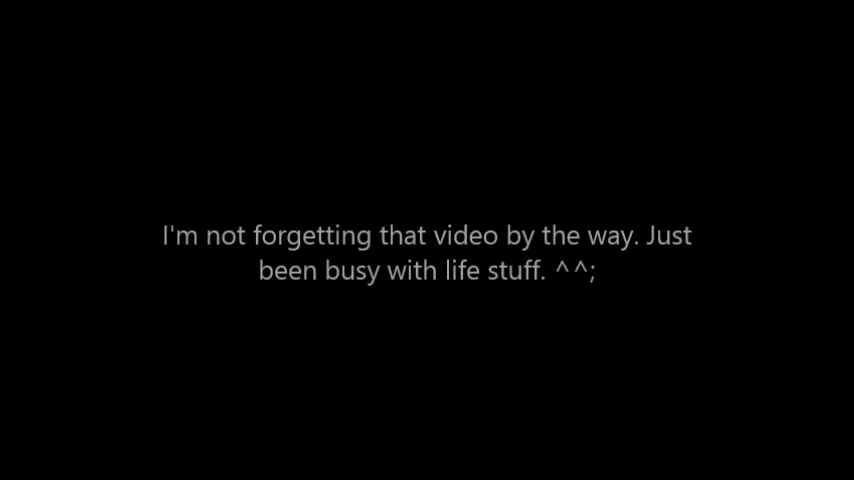 I'm not forgetting that video by the way. Just
been busy with life stuff. ^^;